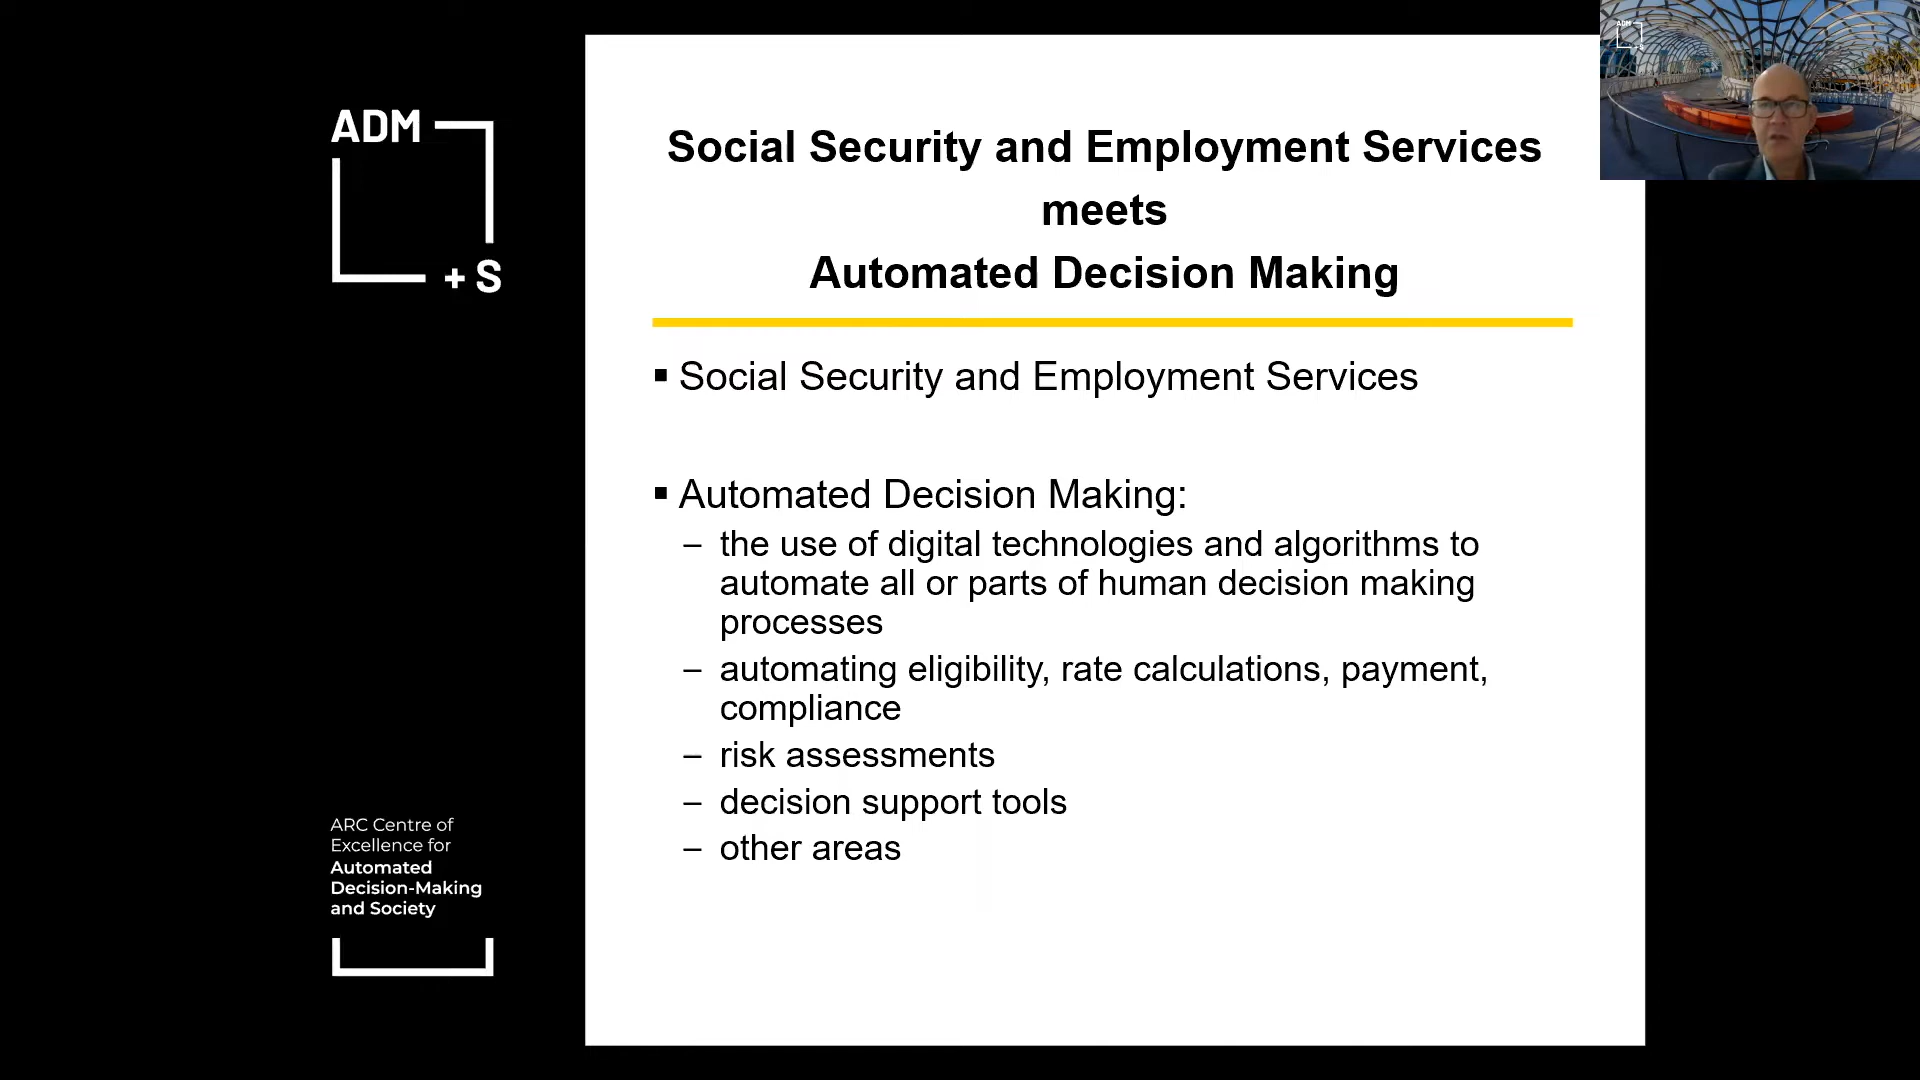 ADM
+ S
ARC Centre of
Excellence for
Automated
Decision-Making
and Society
Social Security and Employment Services
meets
Automated Decision Making
▪ Social Security and Employment Services
▪ Automated Decision Making:
– the use of digital technologies and algorithms to
automate all or parts of human decision making
processes
– automating eligibility, rate calculations, payment,
compliance
– risk assessments
– decision support tools
– other areas
ADM
+ S